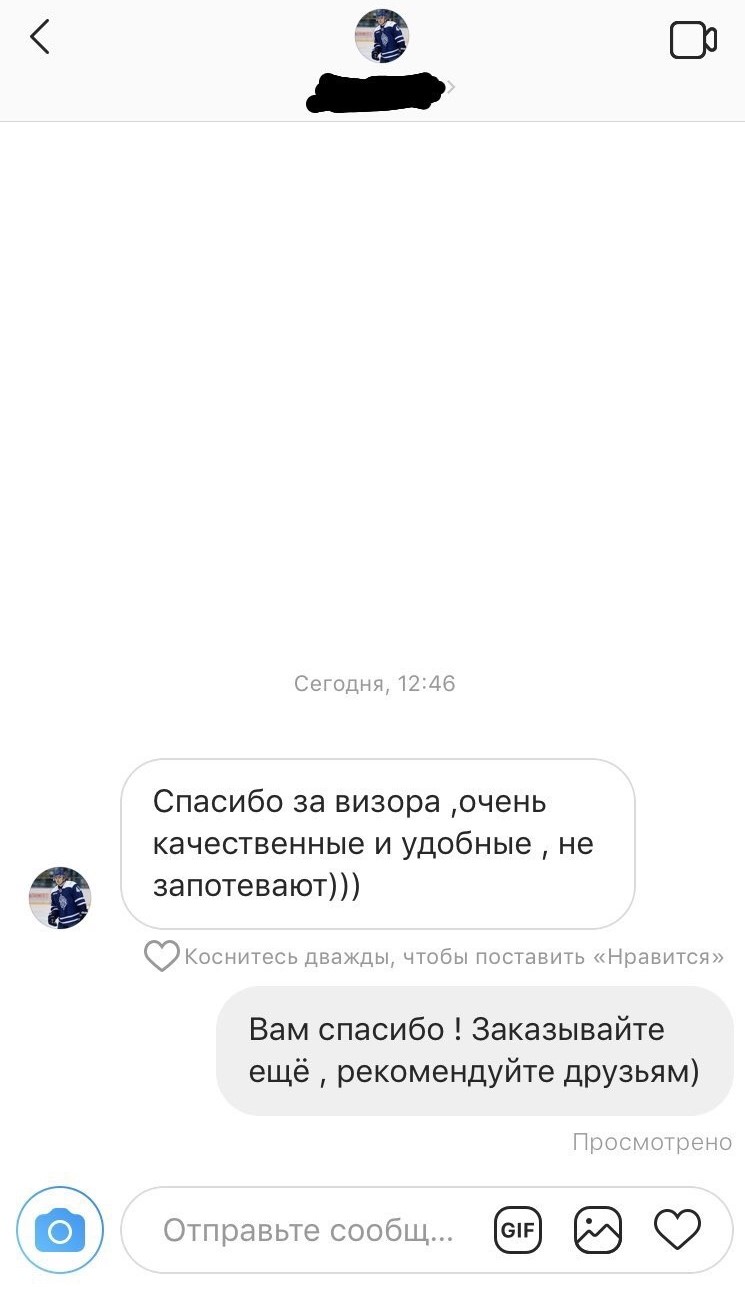 Сегодня, 12:46
Спасибо за визора ,очень
качественные и удобные , не
запотевают)))
Коснитесь дважды, чтобы поставить «Нравится»
Вам спасибо ! Заказывайте
ещё , рекомендуйте друзьям)
Просмотрено
Отправьте сообщ... GIF